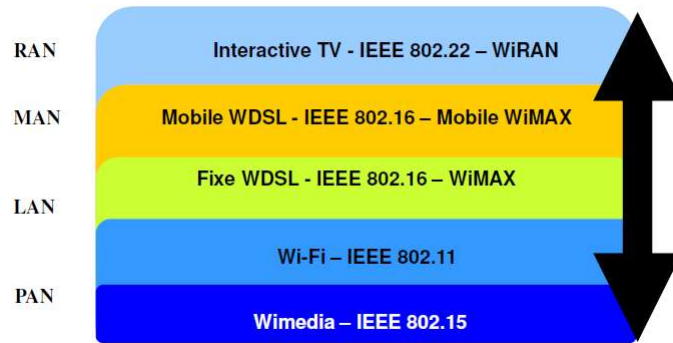 RAN
Interactive TV - IEEE 802.22 – WiRAN
MAN
Mobile WDSL - IEEE 802.16 – Mobile WiMAX
Fixe WDSL - IEEE 802.16 – WiMAX
LAN
Wi-Fi – IEEE 802.11
PAN
Wimedia – IEEE 802.15